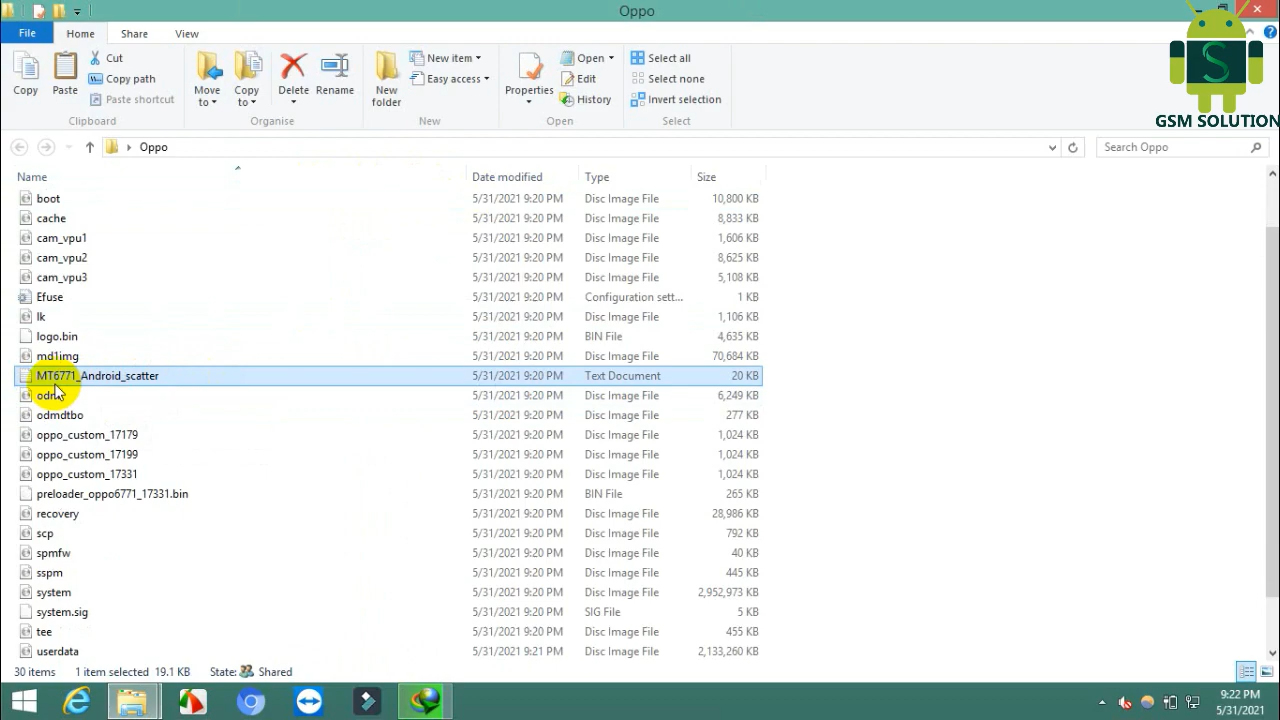 Oppo
File Home Share View
Copy
Paste
Cut
Copy path
Paste shortcut
Clipboard
Move to
Copy to
Delete
Rename
Organise
New folder
New item
Easy access
New
Properties
Open
Edit
History
Open
Select all
Select none
Invert selection
Select
GSM SOLUTION
Oppo
Search Oppo
Name Date modified Type Size
boot 5/31/2021 9:20 PM Disc Image File 10,800 KB
cache 5/31/2021 9:20 PM Disc Image File 8,833 KB
cam_vpu1 5/31/2021 9:20 PM Disc Image File 1,606 KB
cam_vpu2 5/31/2021 9:20 PM Disc Image File 8,625 KB
cam_vpu3 5/31/2021 9:20 PM Disc Image File 5,108 KB
Efuse 5/31/2021 9:20 PM Configuration sett... 1 KB
lk 5/31/2021 9:20 PM Disc Image File 1,106 KB
logo.bin 5/31/2021 9:20 PM BIN File 4,635 KB
md1img 5/31/2021 9:20 PM Disc Image File 70,684 KB
MT6771_Android_scatter 5/31/2021 9:20 PM Text Document 20 KB
5/31/2021 9:20 PM Disc Image File 6,249 KB
odmdtbo 5/31/2021 9:20 PM Disc Image File 277 KB
oppo_custom_17179 5/31/2021 9:20 PM Disc Image File 1,024 KB
oppo_custom_17199 5/31/2021 9:20 PM Disc Image File 1,024 KB
oppo_custom_17331 5/31/2021 9:20 PM Disc Image File 1,024 KB
preloader_oppo6771_17331.bin 5/31/2021 9:20 PM BIN File 265 KB
recovery 5/31/2021 9:20 PM Disc Image File 28,986 KB
scp 5/31/2021 9:20 PM Disc Image File 792 KB
spmfw 5/31/2021 9:20 PM Disc Image File 40 KB
sspm 5/31/2021 9:20 PM Disc Image File 445 KB
system 5/31/2021 9:20 PM Disc Image File 2,952,973 KB
system.sig 5/31/2021 9:20 PM SIG File 5 KB
tee 5/31/2021 9:20 PM Disc Image File 455 KB
userdata 5/31/2021 9:21 PM Disc Image File 2,133,260 KB
30 items 1 item selected 19.1 KB State: Shared
9:22 PM
5/31/2021